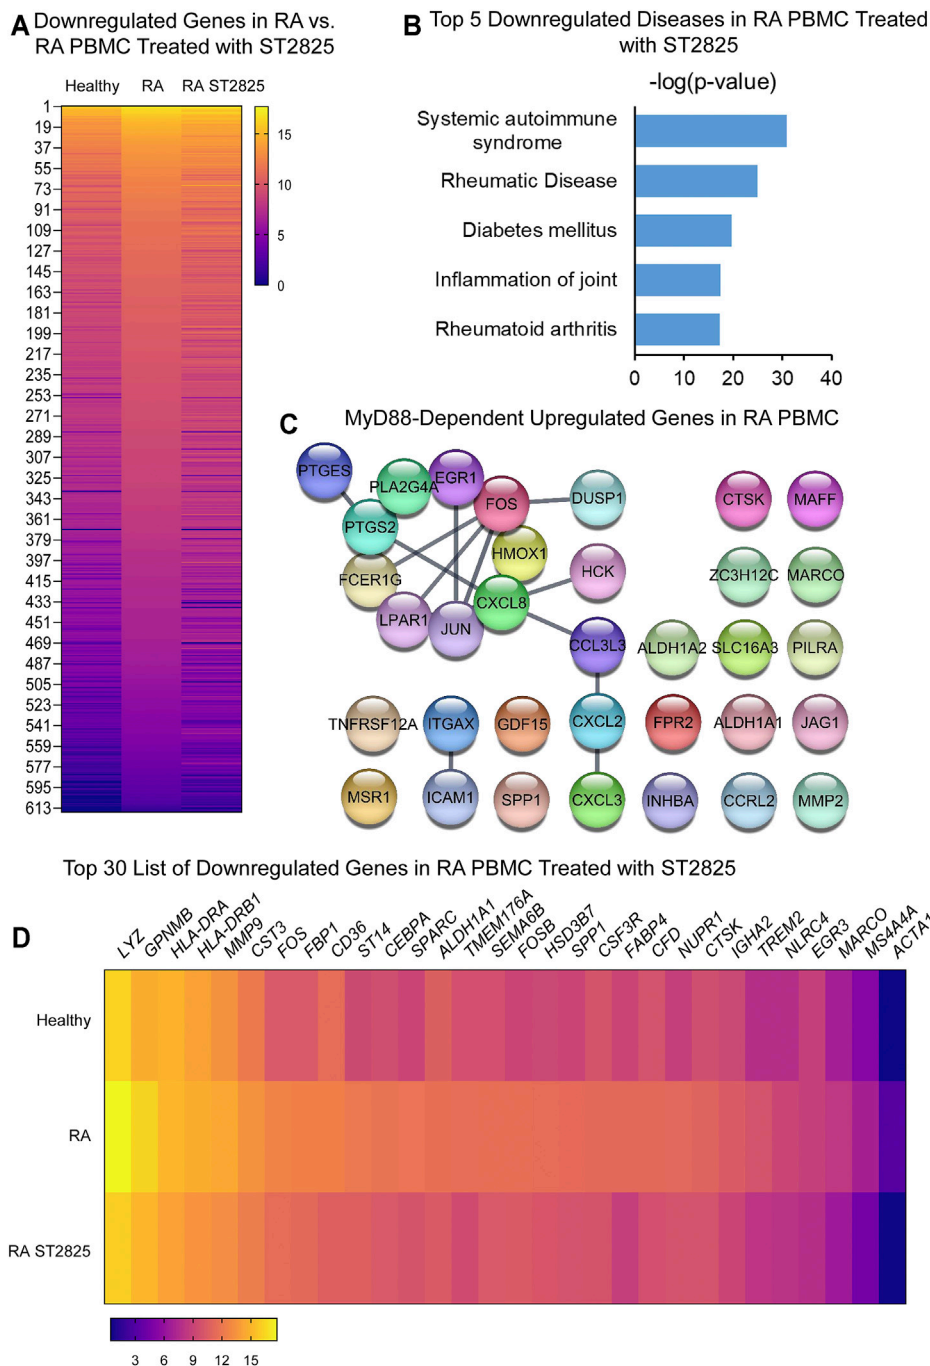 A
Downregulated Genes in RA vs.
RA PBMC Treated with ST2825
Healthy RA RA ST2825
1
19
37
55
73
91
109
127
145
163
181
199
217
235
253
271
289
307
325
343
361
379
397
415
433
451
469
487
505
523
541
559
577
595
613
15
10
5
0
B
Top 5 Downregulated Diseases in RA PBMC Treated
with ST2825
-log(p-value)
Systemic autoimmune
syndrome
Rheumatic Disease
Diabetes mellitus
Inflammation of joint
Rheumatoid arthritis
0 10 20 30 40
C
MyD88-Dependent Upregulated Genes in RA PBMC
PTGES
PLA2G4A
EGR1
FOS
DUSP1
CTSK
MAFF
PTGS2
HMOX1
FCER1G
HCK
ZC3H12C
MARCO
LPAR1
JUN
CXCL8
CCL3L3
ALDH1A2
SLC16A3
PILRA
TNFRSF12A
ITGAX
GDF15
CXCL2
FPR2
ALDH1A1
JAG1
MSR1
ICAM1
SPP1
CXCL3
INHBA
CCRL2
MMP2
Top 30 List of Downregulated Genes in RA PBMC Treated with ST2825
D
LYZ
GPNMB
HLA-DRA
HLA-DRB1
MMP9
CST3
FOS
FBP1
CD36
ST14
CEBPA
SPARC
ALDH1A1
TMEM176A
SEMA6B
FOSB
HSD3B7
SPP1
CSF3R
FABP4
CFD
NUPR1
CTSK
IGHA2
TREM2
NLRC4
EGR3
MARCO
MS4A4A
ACTA1
Healthy
RA
RA ST2825
3 6 9 12 15